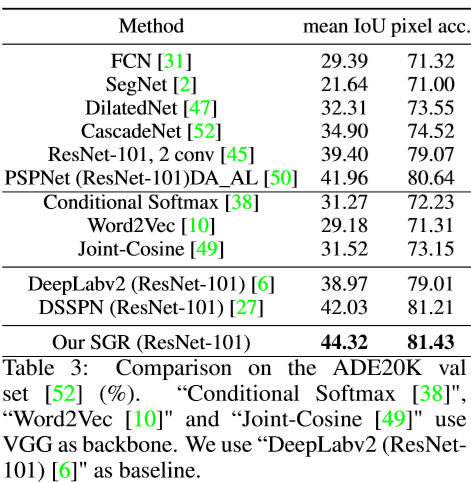 Method mean IoU pixel acc.
FCN [31] 29.39 71.32
SegNet [2] 21.64 71.00
DilatedNet [47] 32.31 73.55
CascadeNet [52] 34.90 74.52
ResNet-101, 2 conv [45] 39.40 79.07
PSPNet (ResNet-101)DA_AL [50] 41.96 80.64
Conditional Softmax [38] 31.27 72.23
Word2Vec [10] 29.18 71.31
Joint-Cosine [49] 31.52 73.15
DeepLabv2 (ResNet-101) [6] 38.97 79.01
DSSPN (ResNet-101) [27] 42.03 81.21
Our SGR (ResNet-101) 44.32 81.43
Table 3: Comparison on the ADE20K val
set [52] (%). “Conditional Softmax [38]",
“Word2Vec [10]" and “Joint-Cosine [49]" use
VGG as backbone. We use “DeepLabv2 (ResNet-
101) [6]" as baseline.